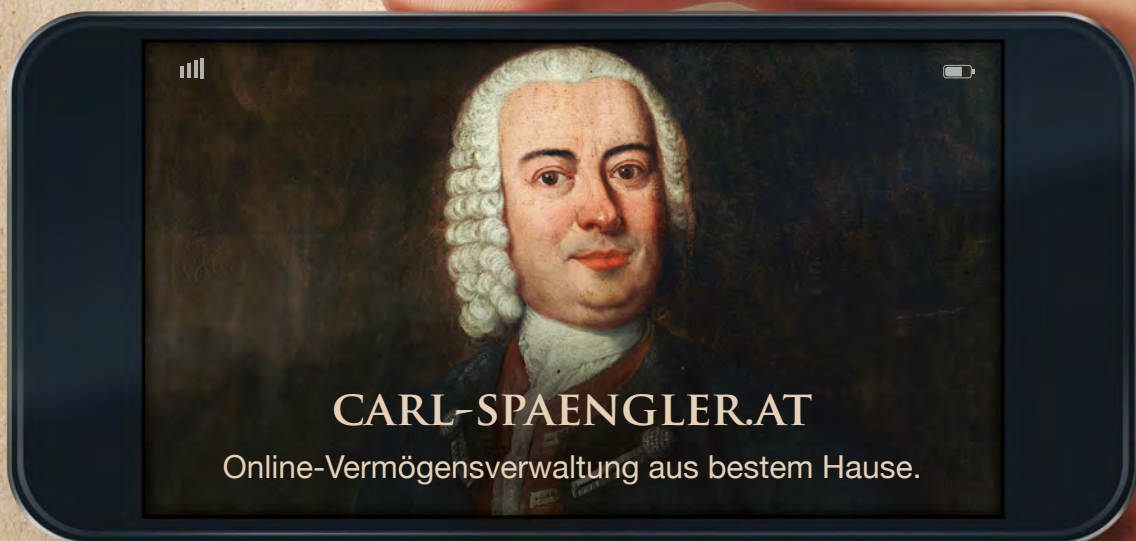 CARL-SPAENGLER.AT
Online-Vermögensverwaltung aus bestem Hause.